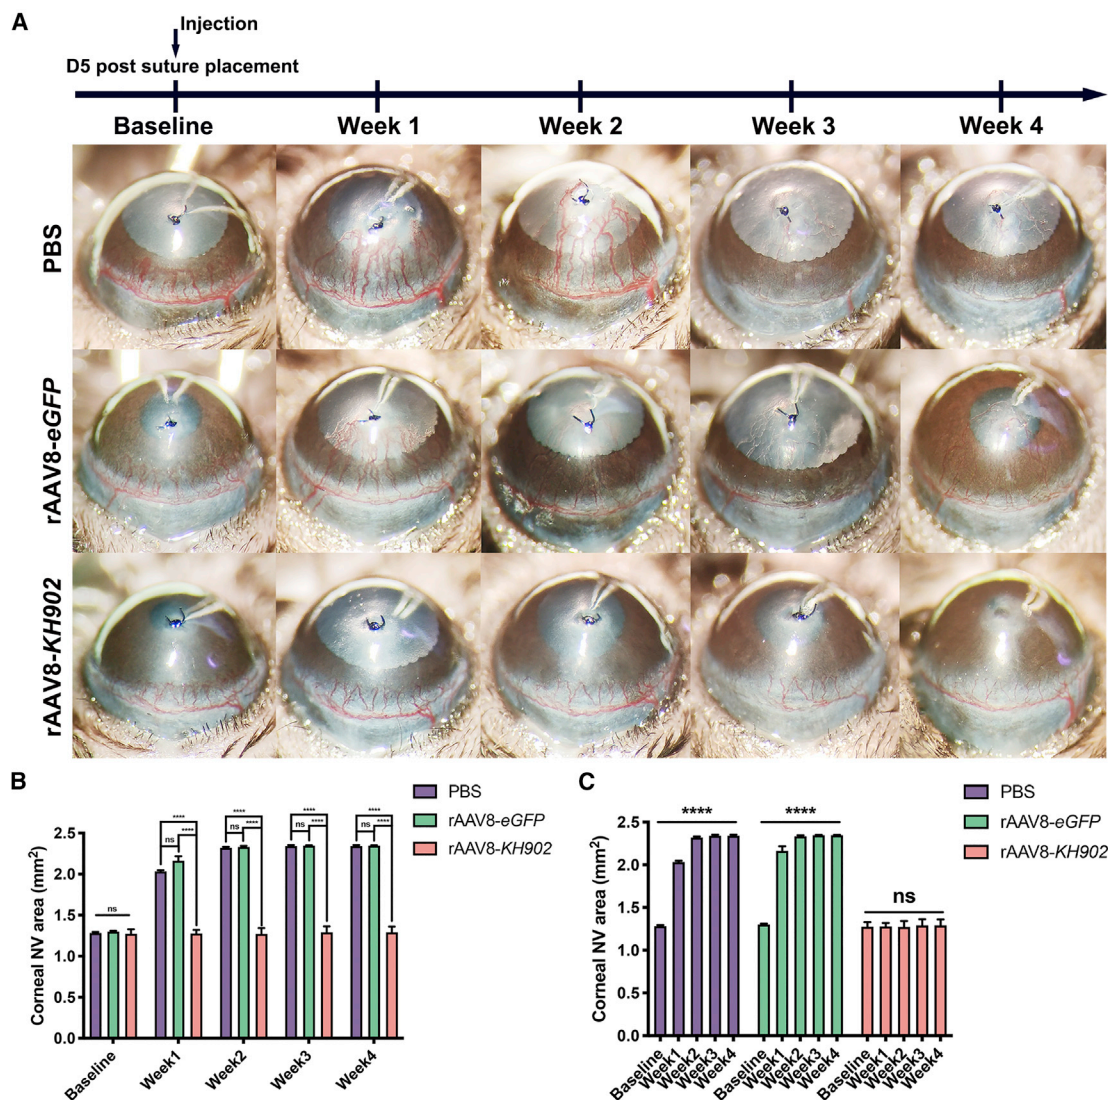 A
Injection
D5 post suture placement
Baseline Week 1 Week 2 Week 3 Week 4
PBS
rAAV8-eGFP
rAAV8-KH902
B
PBS
rAAV8-eGFP
rAAV8-KH902
Corneal NV area (mm²)
2.5
2.0
1.5
1.0
0.5
0.0
ns
ns **** ****
ns **** ****
ns **** ****
ns **** ****
Baseline Week1 Week2 Week3 Week4
C
PBS
rAAV8-eGFP
rAAV8-KH902
Corneal NV area (mm²)
2.5
2.0
1.5
1.0
0.5
0.0
**** **** ns
Baseline Week1 Week2 Week3 Week4 Baseline Week1 Week2 Week3 Week4 Baseline Week1 Week2 Week3 Week4